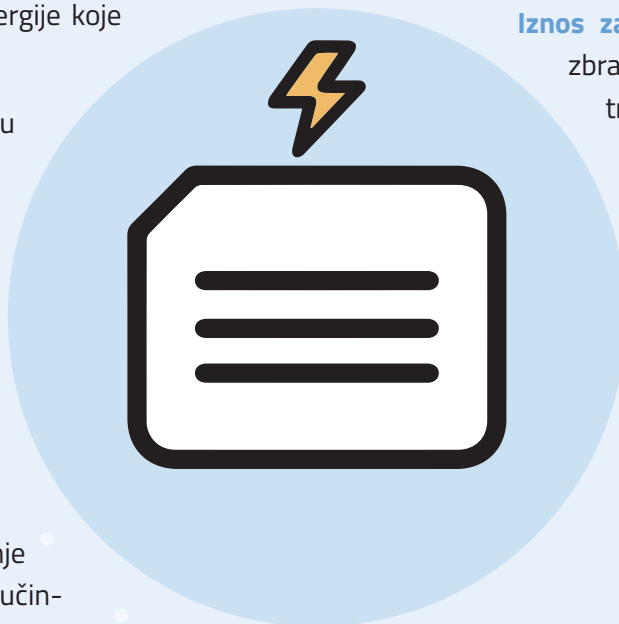 ergije koje
u
nje
učin-
Iznos za
zbra
tr